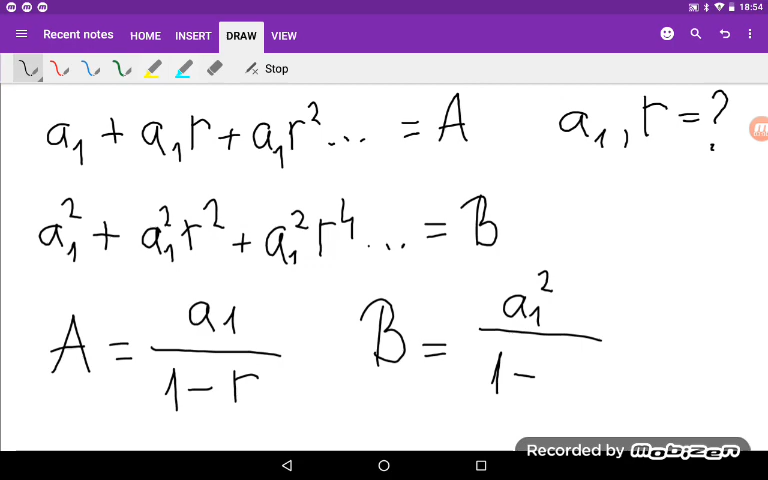 18:54
Recent notes HOME INSERT DRAW VIEW
Stop
a₁ + a₁r + a₁r² ... = A a₁, r = ?
a₁² + a₁²r² + a₁²r⁴ ... = B
A = a₁ / 1 - r B = a₁² / 1 -
Recorded by mobizen